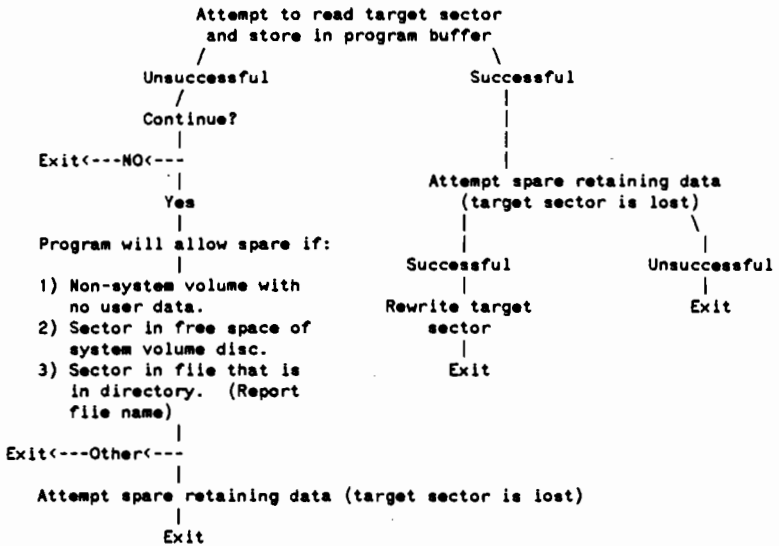 Attempt to read target sector
and store in program buffer
Unsuccessful
Successful
Continue?
Exit<---NO<---
Yes
Program will allow spare if:
1) Non-system volume with
no user data.
2) Sector in free space of
system volume disc.
3) Sector in file that is
in directory. (Report
file name)
Exit<---Other<---
Attempt spare retaining data (target sector is lost)
Exit
Attempt spare retaining data
(target sector is lost)
Successful
Unsuccessful
Rewrite target
sector
Exit
Exit